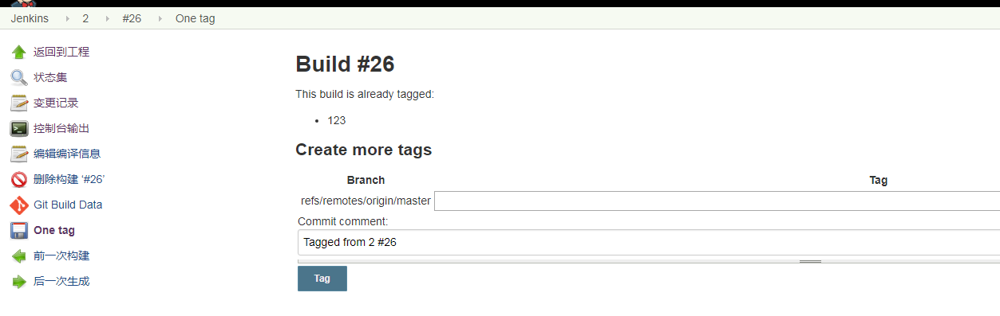 Jenkins 2 #26 One tag
返回到工程
状态集
变更记录
控制台输出
编辑编译信息
删除构建 ‘#26’
Git Build Data
One tag
前一次构建
后一次生成
Build #26
This build is already tagged:
123
Create more tags
Branch Tag
refs/remotes/origin/master
Commit comment:
Tagged from 2 #26
Tag